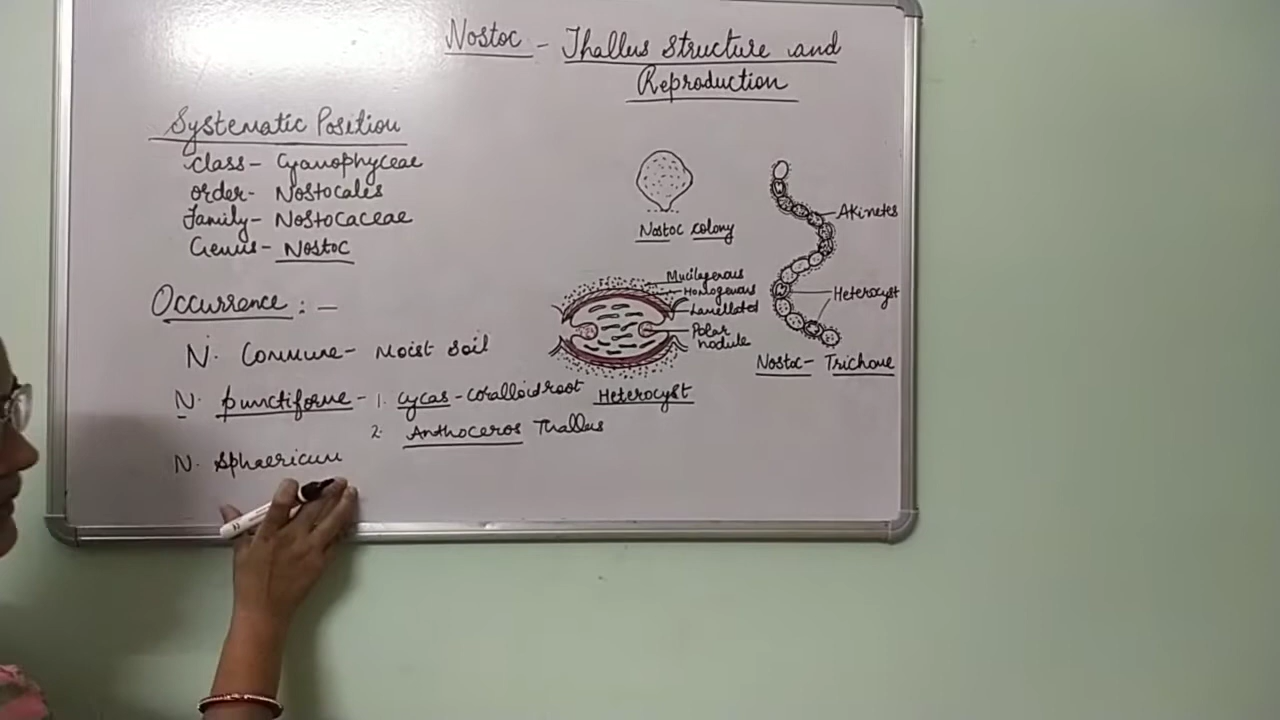 Nostoc - Thallus structure and
Reproduction
Systematic Position
class - Cyanophyceae
order - Nostocales
Family - Nostocaceae
Genus - Nostoc
Occurrence : -
N. Commune - Moist soil
N. punctiforme - 1. Cycas - coralloid root
2. Anthoceros Thallus
N. Sphaericum
Nostoc colony
Mucilagenous
Homogenous
Lamellated
Polar
nodule
Heterocyst
Akinetes
Heterocyst
Nostoc - Trichome